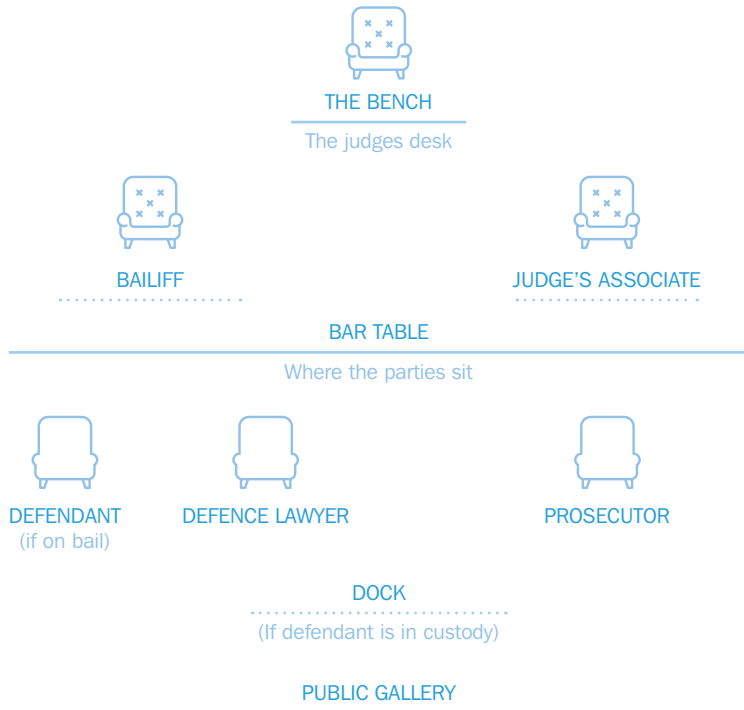 THE BENCH
The judges desk
BAILIFF
JUDGE'S ASSOCIATE
BAR TABLE
Where the parties sit
DEFENDANT
(if on bail)
DEFENCE LAWYER
PROSECUTOR
DOCK
(If defendant is in custody)
PUBLIC GALLERY